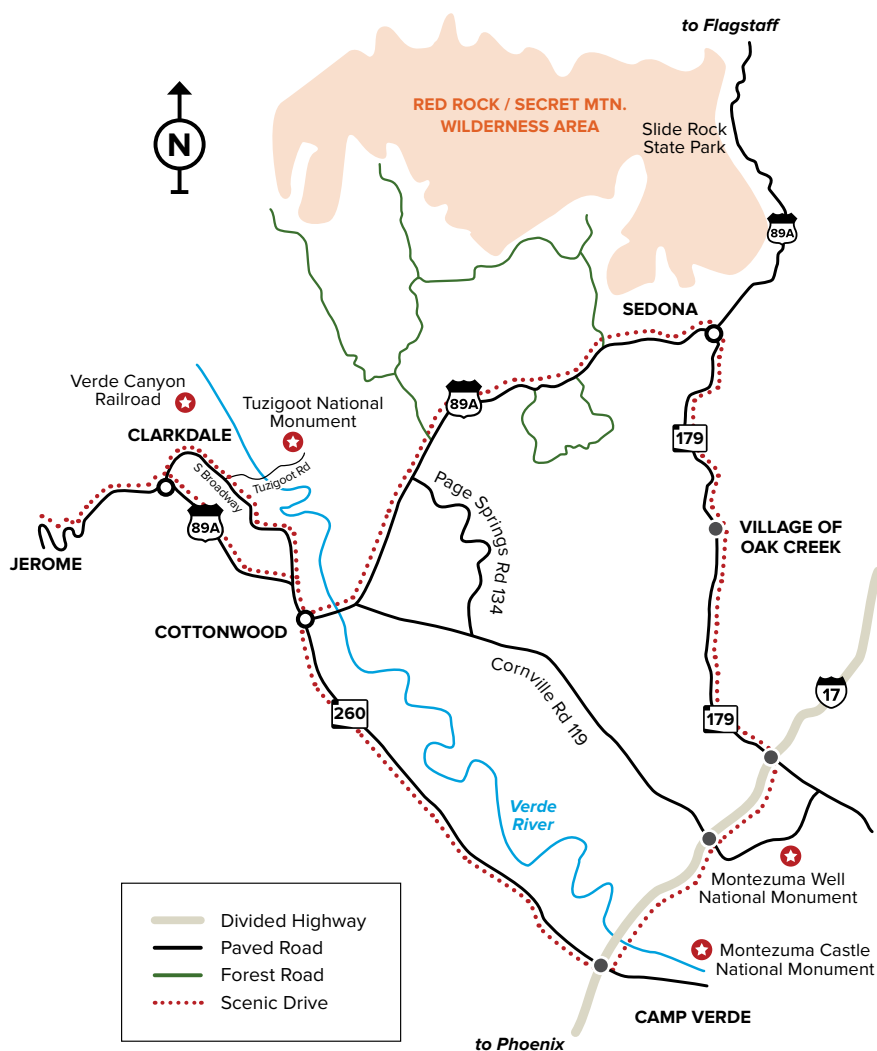 to Flagstaff
RED ROCK / SECRET MTN.
WILDERNESS AREA
Slide Rock
State Park
N
89A
SEDONA
Verde Canyon
Railroad
Tuzigoot National
Monument
89A
CLARKDALE
179
S Broadway
Tuzigoot Rd
Page Springs Rd 134
89A
VILLAGE OF
OAK CREEK
JEROME
COTTONWOOD
Cornville Rd 119
17
260
179
Verde
River
Montezuma Well
National Monument
Divided Highway
Paved Road
Forest Road
Scenic Drive
Montezuma Castle
National Monument
CAMP VERDE
to Phoenix